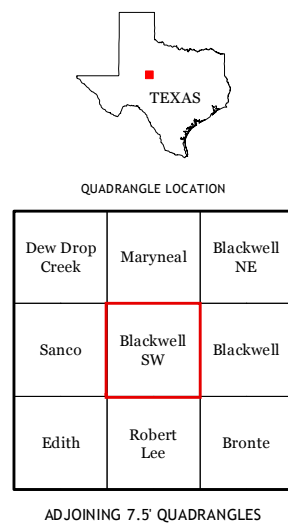 TEXAS
QUADRANGLE LOCATION
Dew Drop
Creek
Maryneal
Blackwell
NE
Sanco
Blackwell
SW
Blackwell
Edith
Robert
Lee
Bronte
ADJOINING 7.5' QUADRANGLES